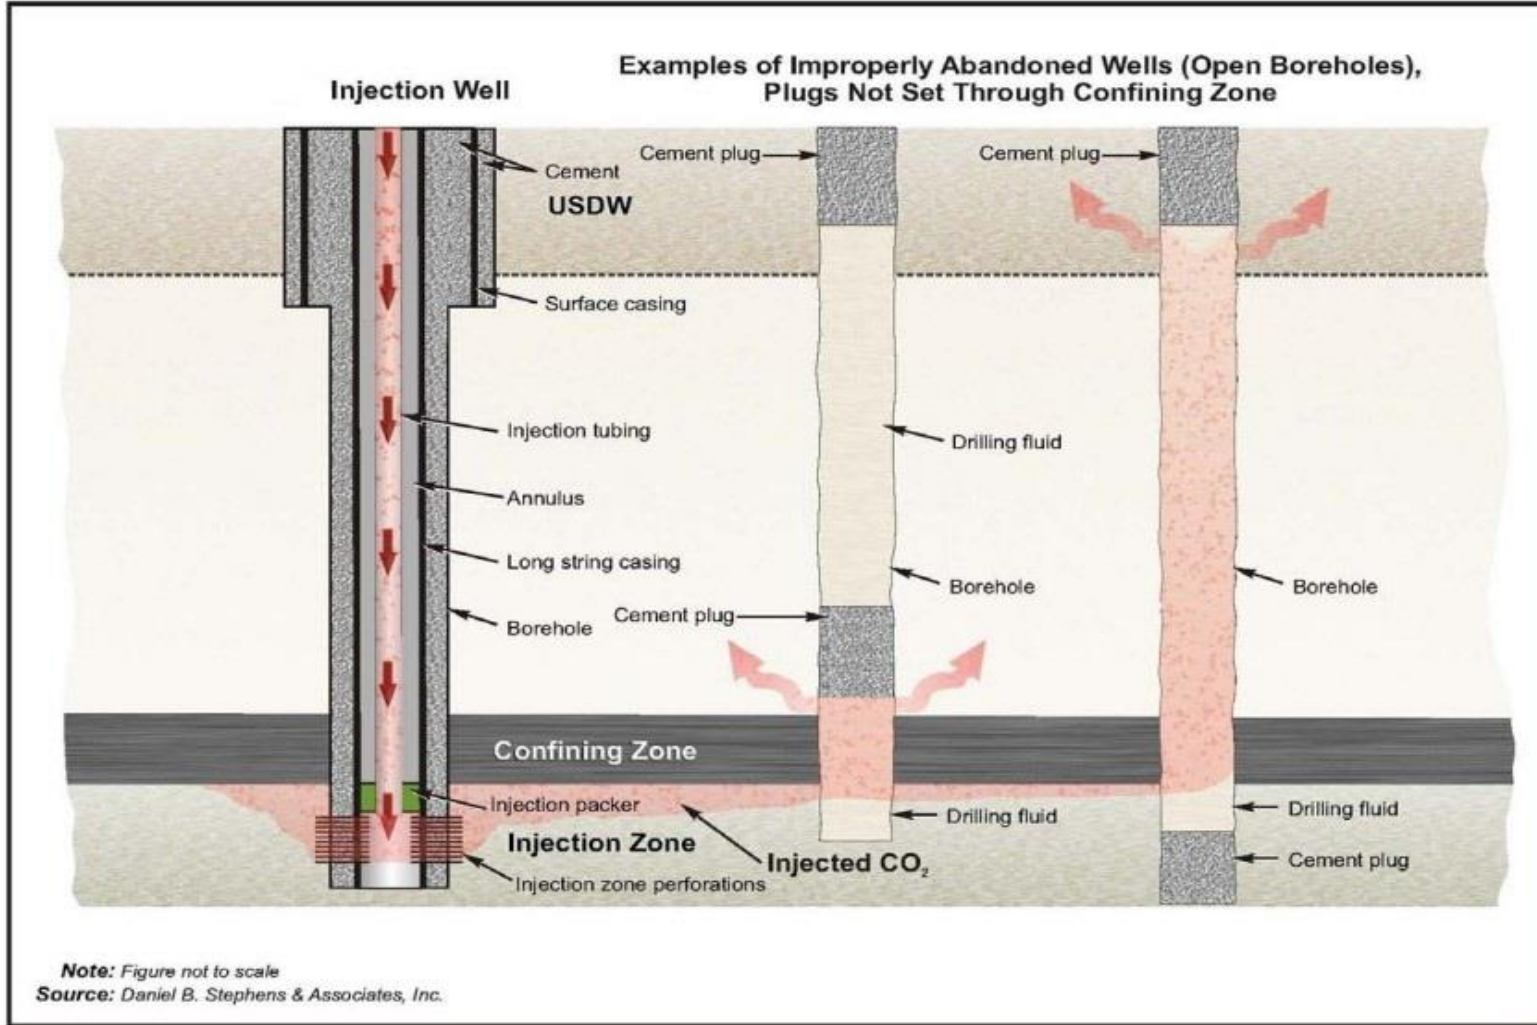 Injection Well
Examples of Improperly Abandoned Wells (Open Boreholes),
Plugs Not Set Through Confining Zone
Cement
USDW
Surface casing
Injection tubing
Annulus
Long string casing
Borehole
Cement plug
Drilling fluid
Borehole
Cement plug
Cement plug
Borehole
Confining Zone
Injection packer
Injection Zone
Injection zone perforations
Injected CO₂
Drilling fluid
Drilling fluid
Cement plug
Note: Figure not to scale
Source: Daniel B. Stephens & Associates, Inc.